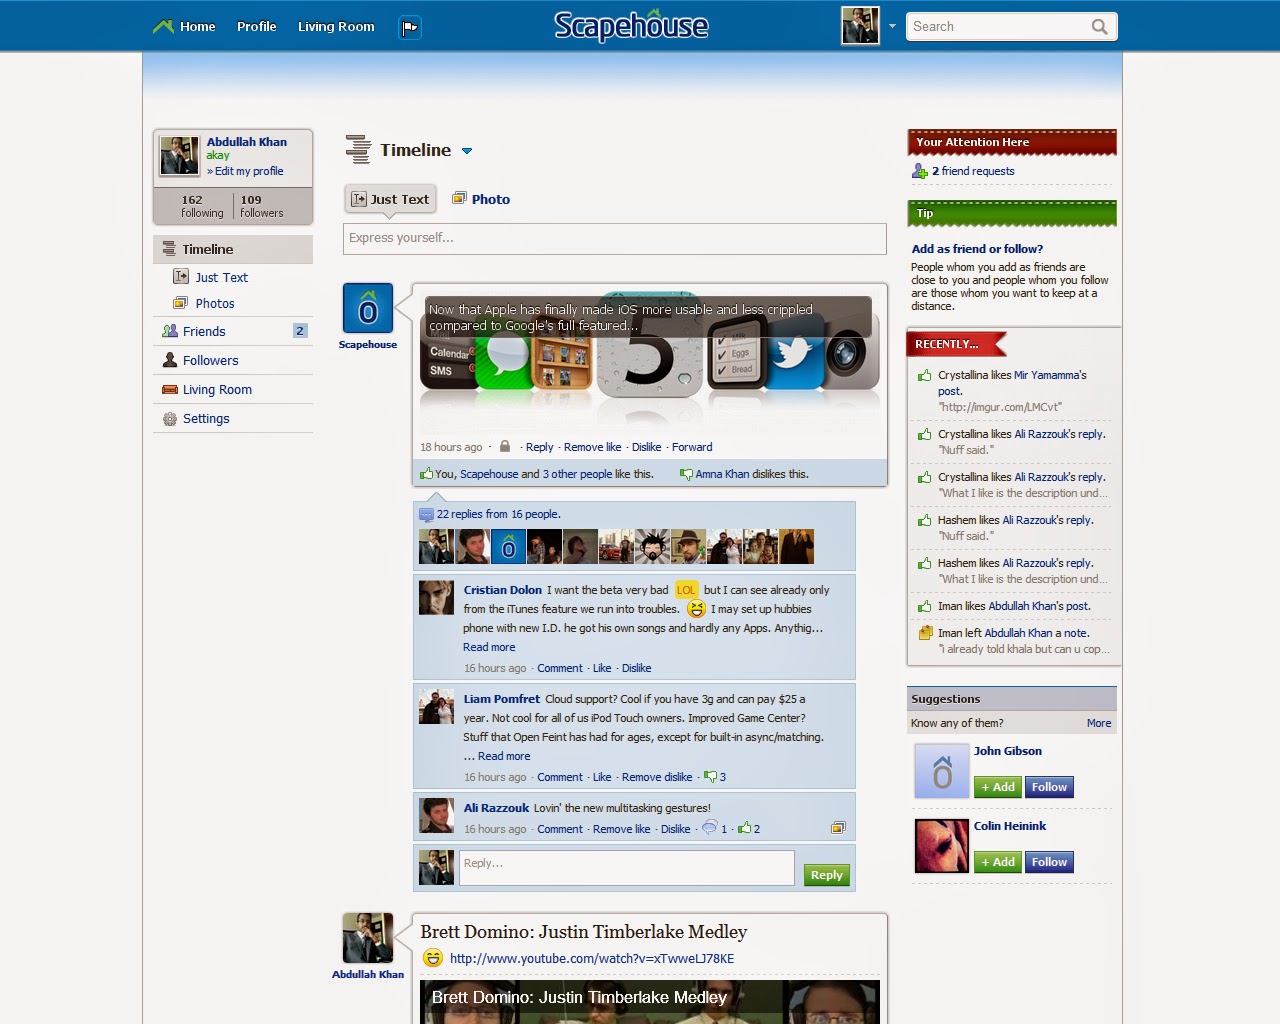 Home
Profile
Living Room
Scapehouse
Search
Abdullah Khan
akay
» Edit my profile
162
following
109
followers
Timeline
Just Text
Photos
Friends
2
Followers
Living Room
Settings
Timeline
Just Text
Photo
Express yourself...
Scapehouse
Now that Apple has finally made iOS more usable and less crippled
compared to Google's full featured...
Calendar
SMS
5
Milk
Eggs
Bread
18 hours ago · · Reply · Remove like · Dislike · Forward
You, Scapehouse and 3 other people like this.
Amna Khan dislikes this.
22 replies from 16 people.
Cristian Dolon I want the beta very bad LOL but I can see already only
from the iTunes feature we run into troubles. I may set up hubbies
phone with new I.D. he got his own songs and hardly any Apps. Anythig...
Read more
16 hours ago · Comment · Like · Dislike
Liam Pomfret Cloud support? Cool if you have 3g and can pay $25 a
year. Not cool for all of us iPod Touch owners. Improved Game Center?
Stuff that Open Feint has had for ages, except for built-in async/matching.
... Read more
16 hours ago · Comment · Like · Remove dislike · 3
Ali Razzouk Lovin' the new multitasking gestures!
16 hours ago · Comment · Remove like · Dislike · 1 · 2
Reply...
Reply
Abdullah Khan
Brett Domino: Justin Timberlake Medley
http://www.youtube.com/watch?v=xTwweLJ78KE
Brett Domino: Justin Timberlake Medley
Your Attention Here
2 friend requests
Tip
Add as friend or follow?
People whom you add as friends are
close to you and people whom you follow
are those whom you want to keep at a
distance.
RECENTLY...
Crystallina likes Mir Yamamma's
post.
"http://imgur.com/LMCvt"
Crystallina likes Ali Razzouk's reply.
"Nuff said."
Crystallina likes Ali Razzouk's reply.
"What I like is the description und...
Hashem likes Ali Razzouk's reply.
"Nuff said."
Hashem likes Ali Razzouk's reply.
"What I like is the description und...
Iman likes Abdullah Khan's post.
Iman left Abdullah Khan a note.
"i already told khala but can u cop...
Suggestions
Know any of them?
More
John Gibson
+ Add
Follow
Colin Heinink
+ Add
Follow